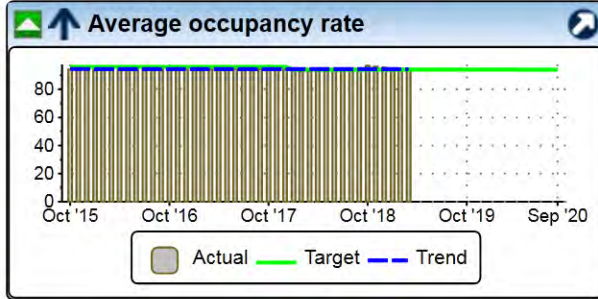 Average occupancy rate
80
60
40
20
0
Oct '15 Oct '16 Oct '17 Oct '18 Oct '19 Sep '20
Actual Target Trend